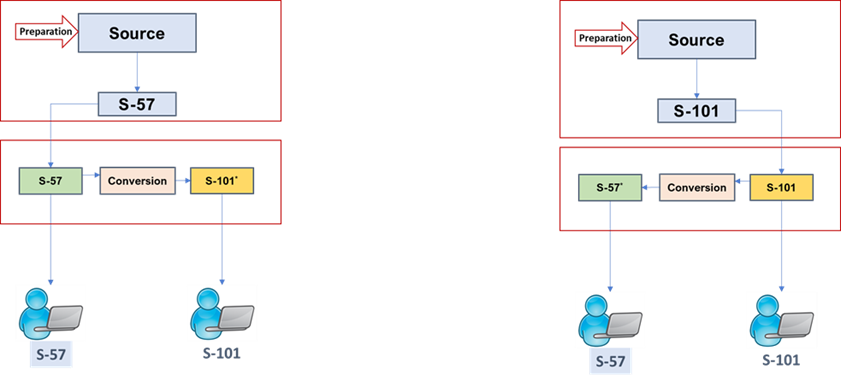 Preparation
Source
S-57
S-57
Conversion
S-101*
S-57
S-101
Preparation
Source
S-101
S-57*
Conversion
S-101
S-57
S-101